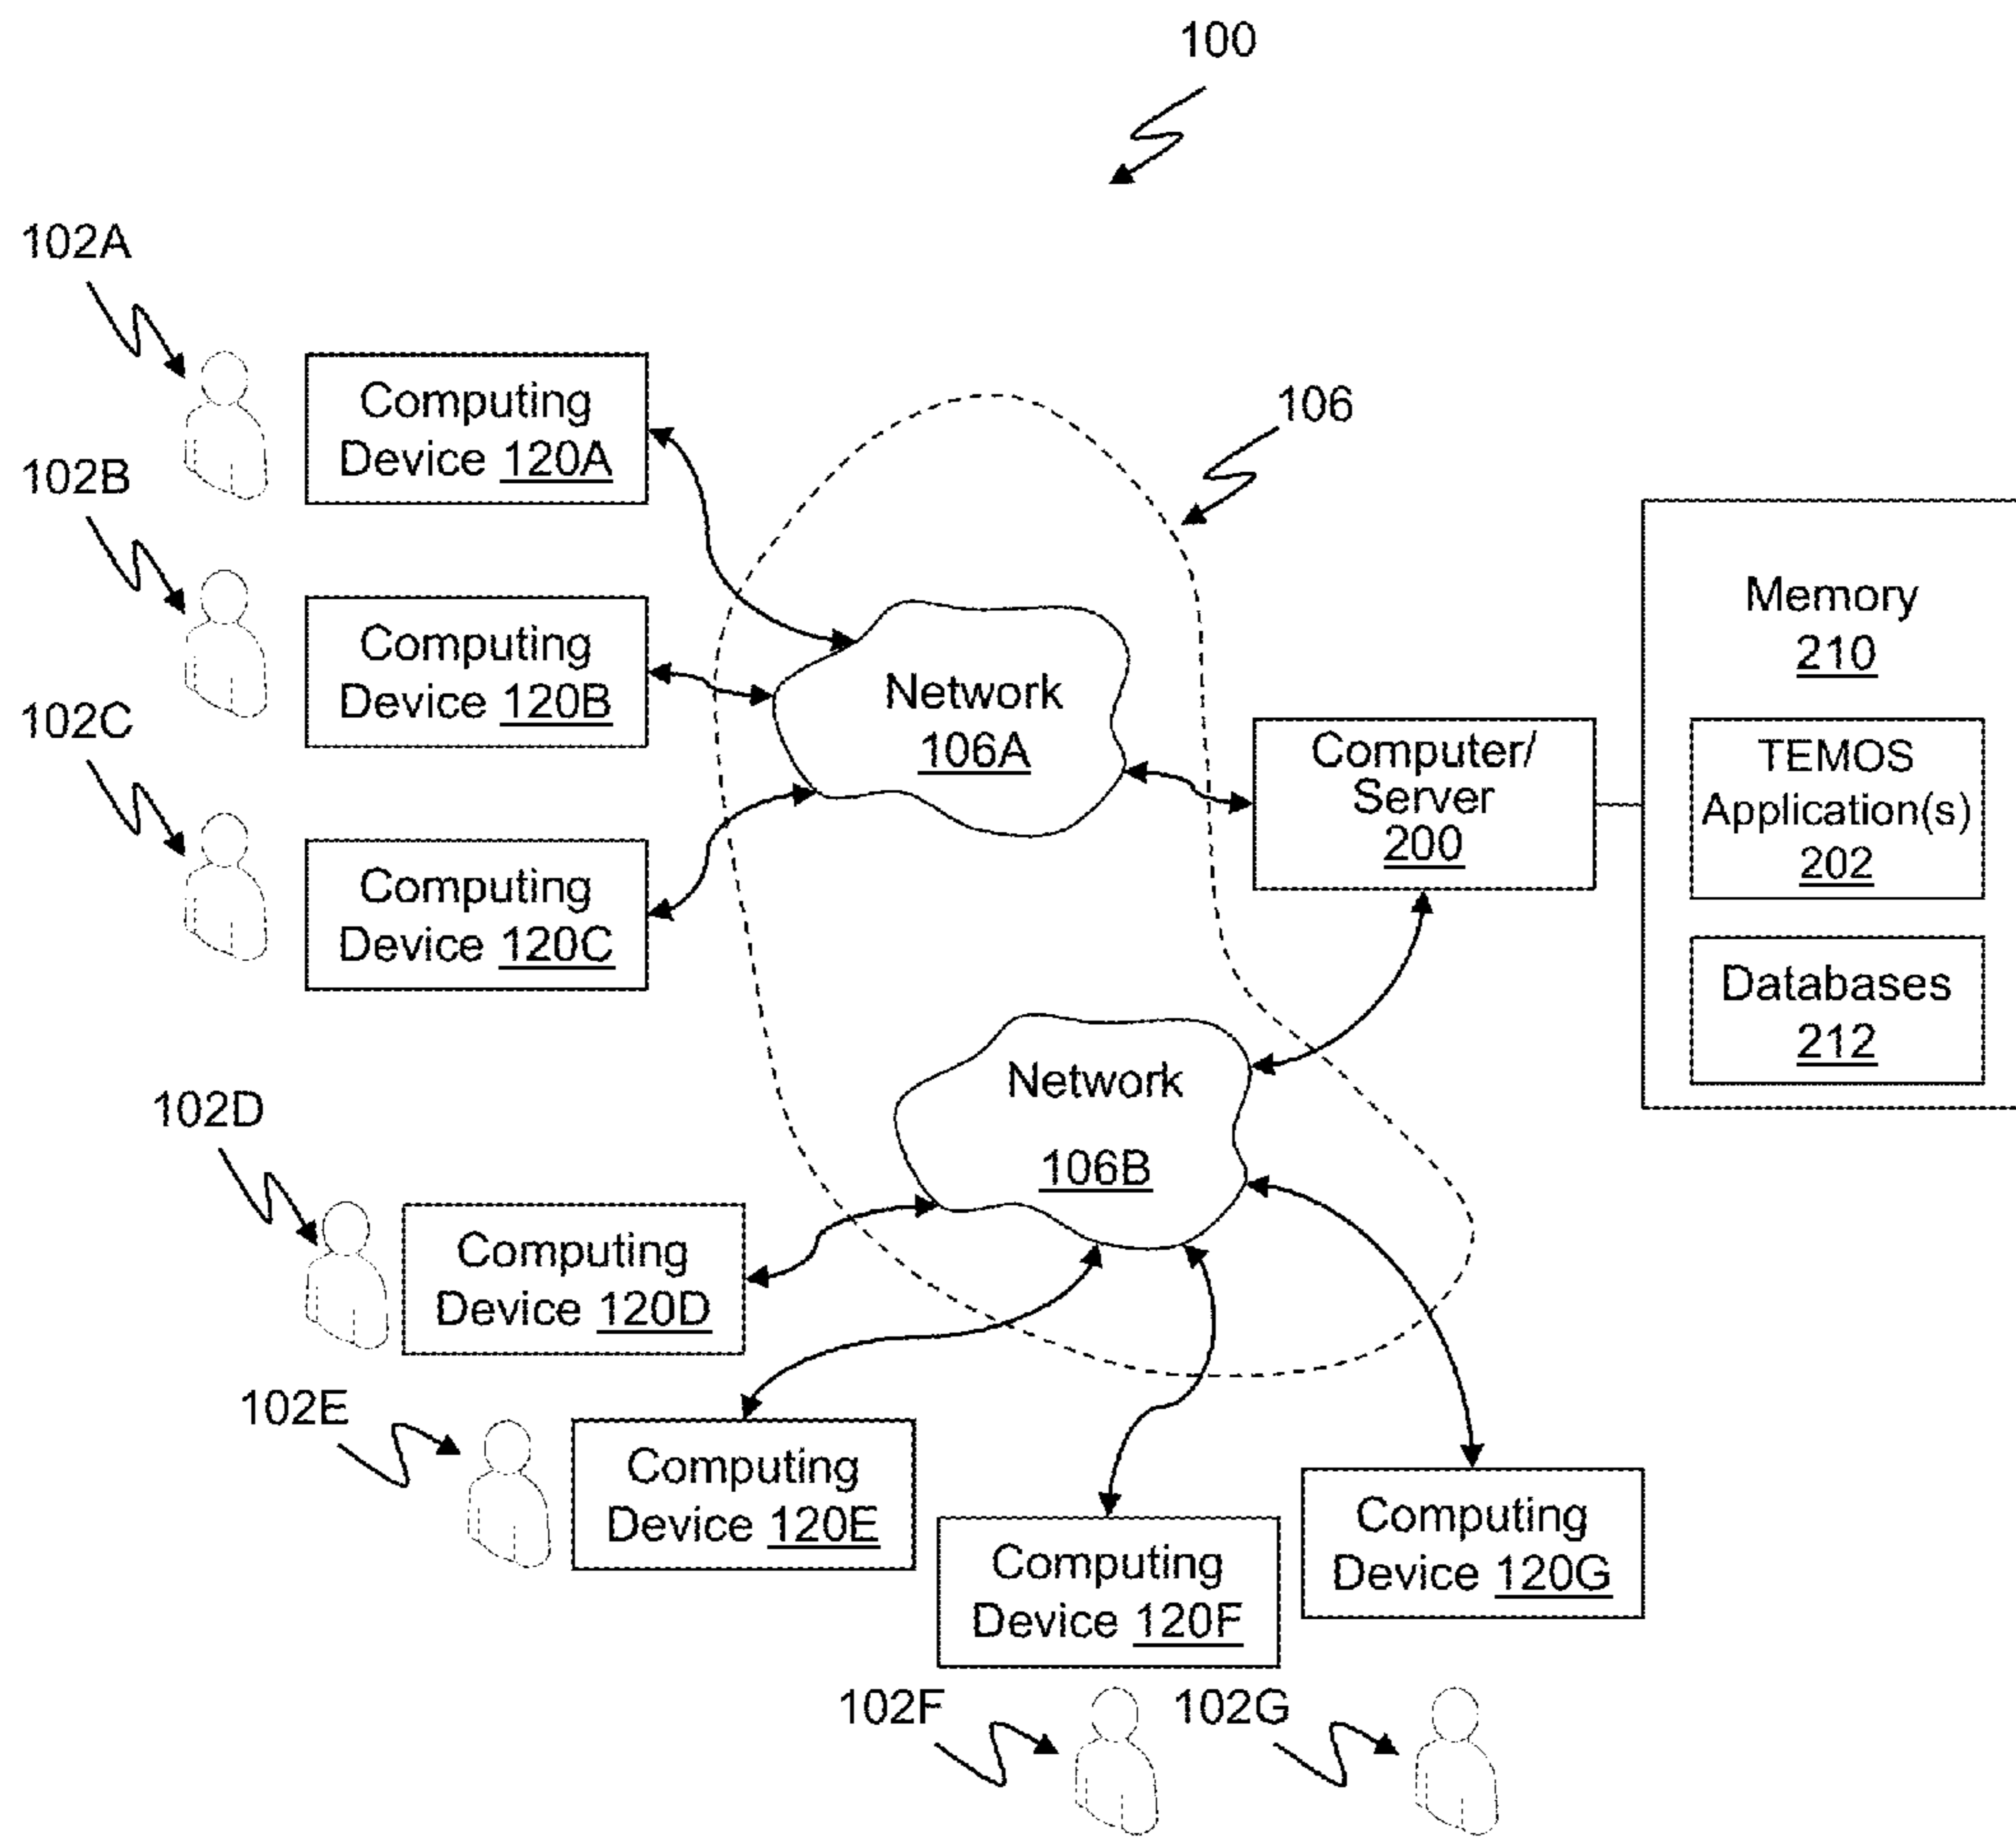 100
102A
Computing
Device 120A
106
102B
Computing
Device 120B
Memory
210
Network
106A
102C
Computer/
Server
200
TEMOS
Application(s)
202
Computing
Device 120C
Databases
212
Network
106B
102D
Computing
Device 120D
102E
Computing
Device 120E
Computing
Device 120F
Computing
Device 120G
102F
102G